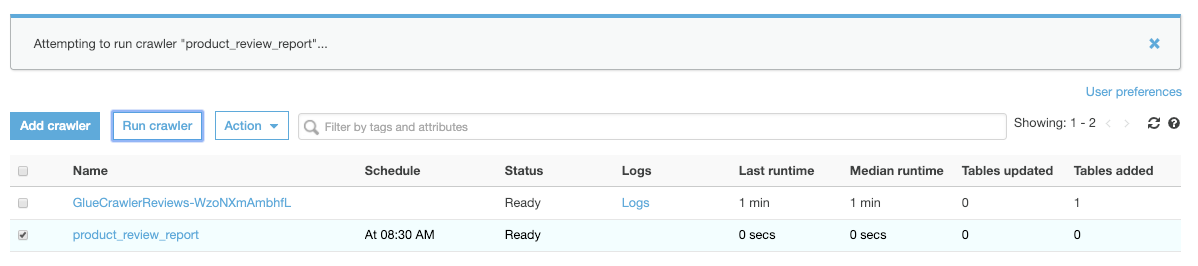 Attempting to run crawler "product_review_report"...
User preferences
Add crawler Run crawler Action Filter by tags and attributes Showing: 1 - 2
Name Schedule Status Logs Last runtime Median runtime Tables updated Tables added
GlueCrawlerReviews-WzoNXmAmbhfL Ready Logs 1 min 1 min 0 1
product_review_report At 08:30 AM Ready 0 secs 0 secs 0 0